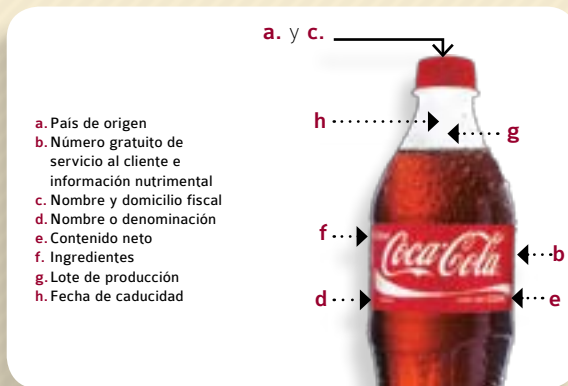 a. y c.
a. País de origen
b. Número gratuito de
servicio al cliente e
información nutrimental
c. Nombre y domicilio fiscal
d. Nombre o denominación
e. Contenido neto
f. Ingredientes
g. Lote de producción
h. Fecha de caducidad
h
g
f
Coca-Cola
b
d
e